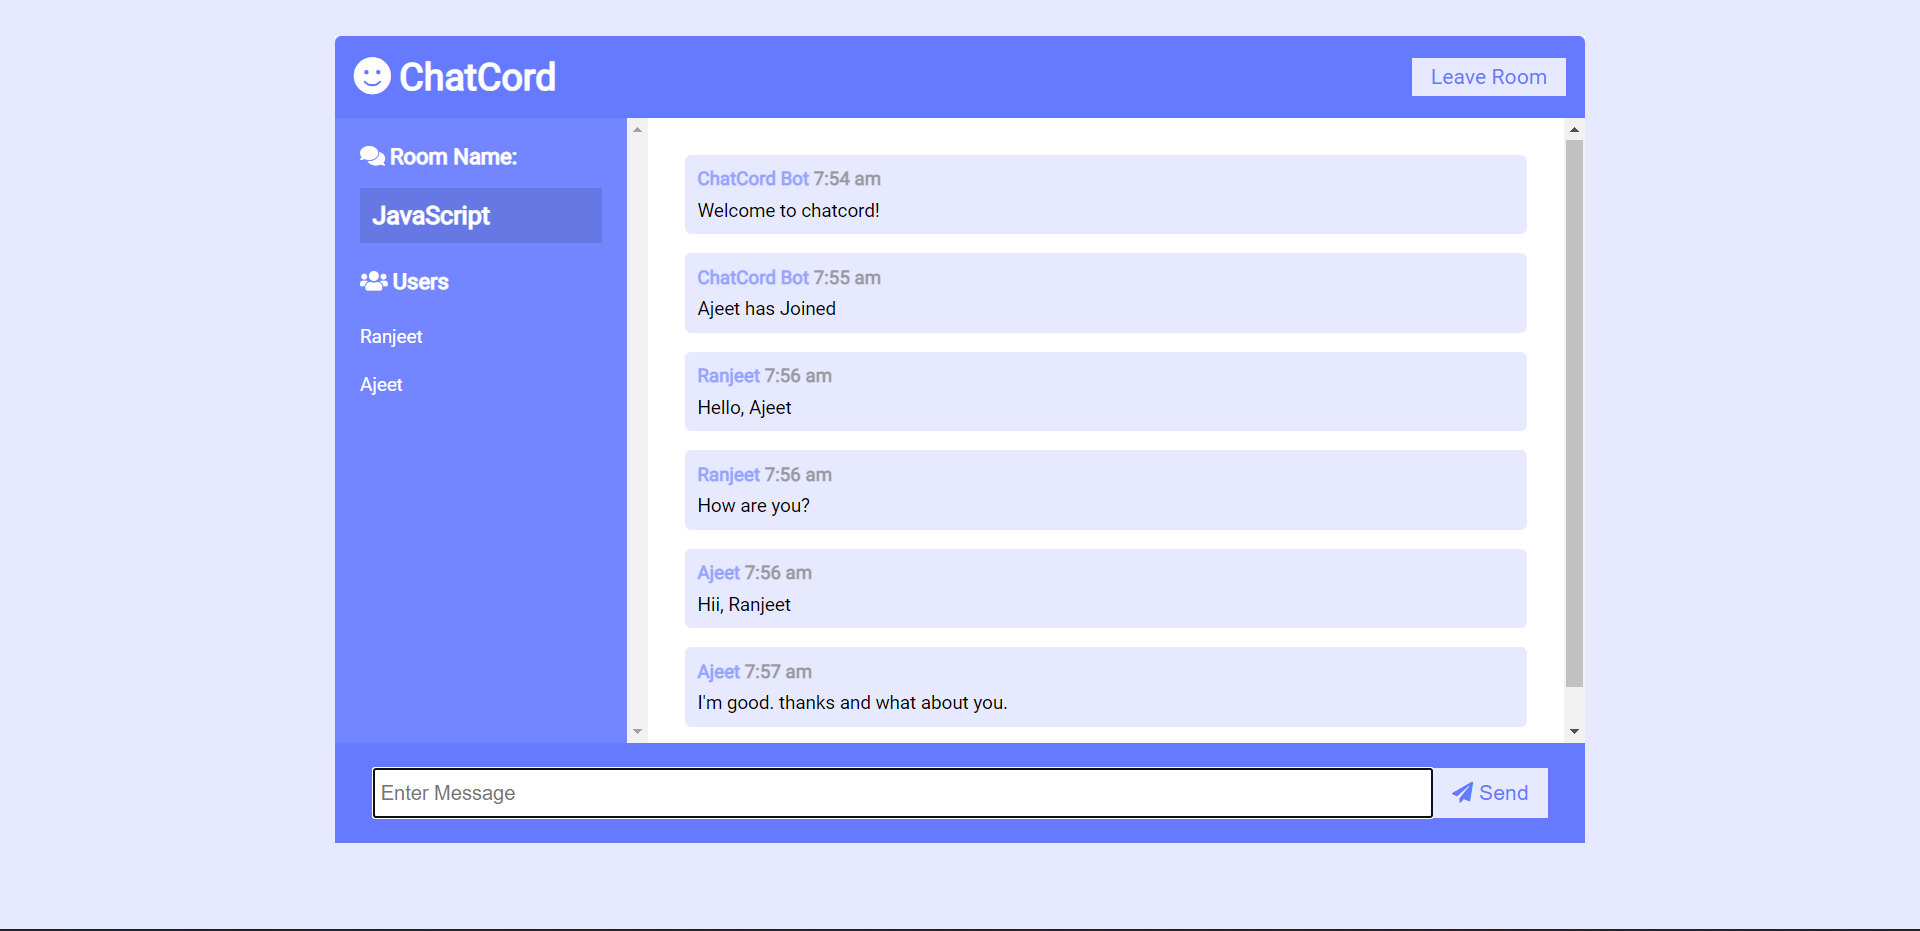 ChatCord
Leave Room
Room Name:
JavaScript
Users
Ranjeet
Ajeet
ChatCord Bot 7:54 am
Welcome to chatcord!
ChatCord Bot 7:55 am
Ajeet has Joined
Ranjeet 7:56 am
Hello, Ajeet
Ranjeet 7:56 am
How are you?
Ajeet 7:56 am
Hii, Ranjeet
Ajeet 7:57 am
I'm good. thanks and what about you.
Enter Message
Send